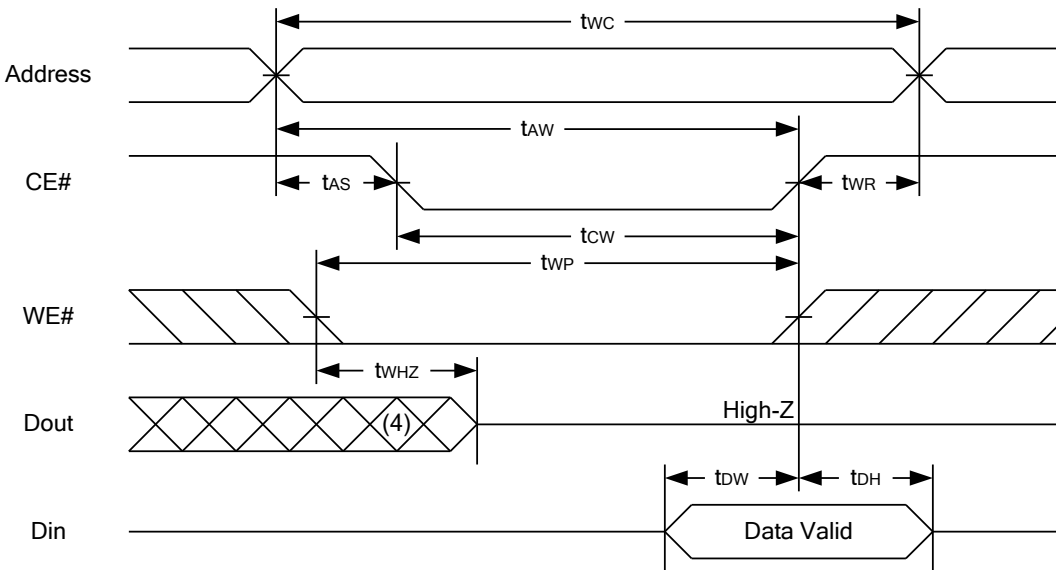 tWC
Address
tAW
CE#
tAS
tWR
tCW
tWP
WE#
tWHZ
Dout
(4)
High-Z
tDW
tDH
Din
Data Valid